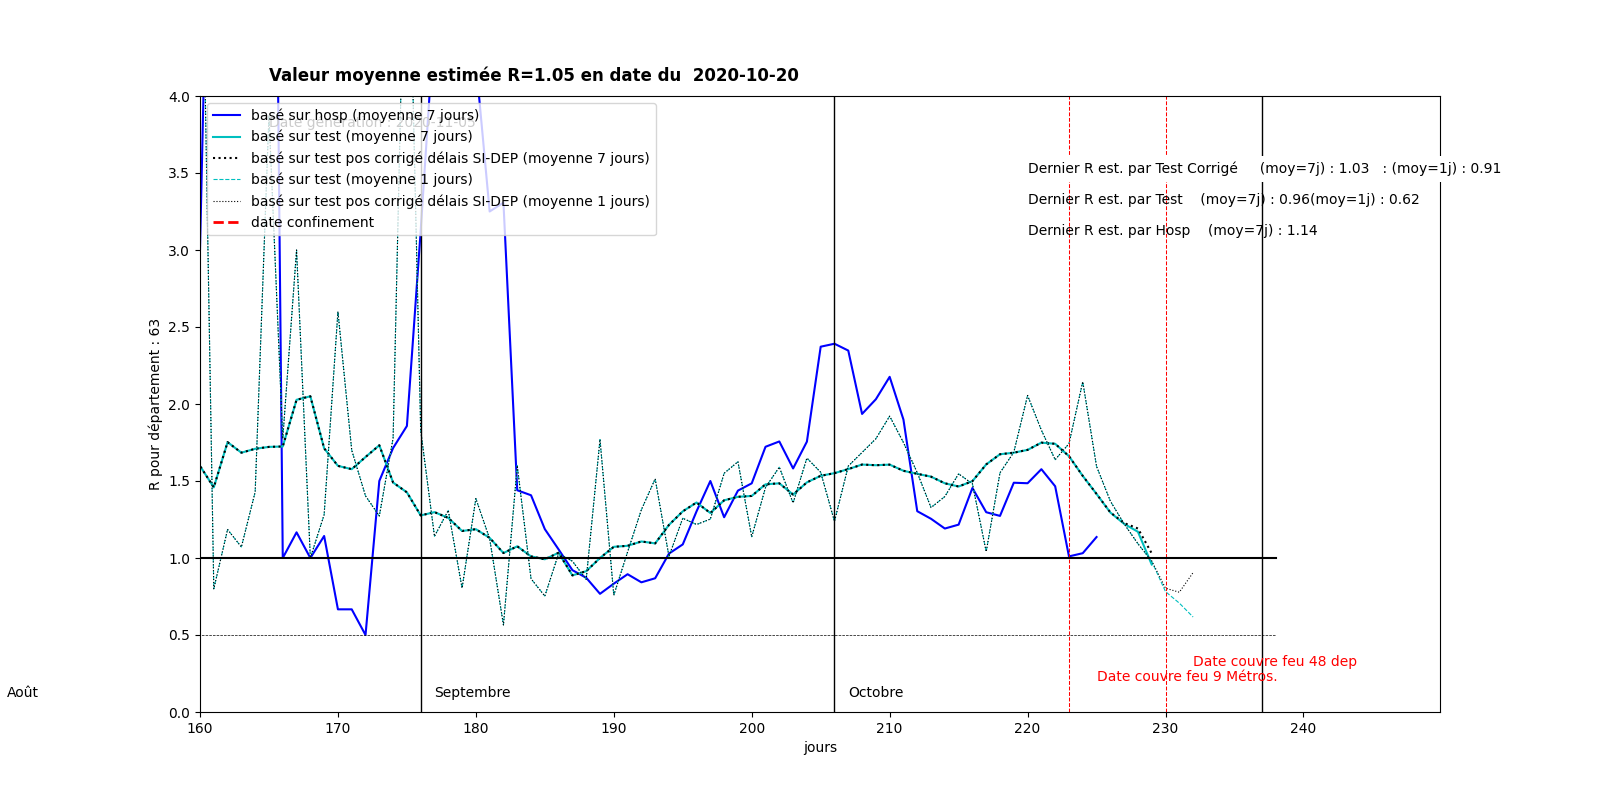 Valeur moyenne estimée R=1.05 en date du  2020-10-20
4.0
3.5
3.0
2.5
2.0
1.5
1.0
0.5
0.0
R pour département : 63
basé sur hosp (moyenne 7 jours)
Date génération : 2020-11-05
basé sur test (moyenne 7 jours)
basé sur test pos corrigé délais SI-DEP (moyenne 7 jours)
basé sur test (moyenne 1 jours)
basé sur test pos corrigé délais SI-DEP (moyenne 1 jours)
date confinement
Dernier R est. par Test Corrigé (moy=7j) : 1.03 : (moy=1j) : 0.91
Dernier R est. par Test (moy=7j) : 0.96(moy=1j) : 0.62
Dernier R est. par Hosp (moy=7j) : 1.14
Date couvre feu 48 dep
Date couvre feu 9 Métros.
Août
Septembre
Octobre
160 170 180 190 200 210 220 230 240
jours